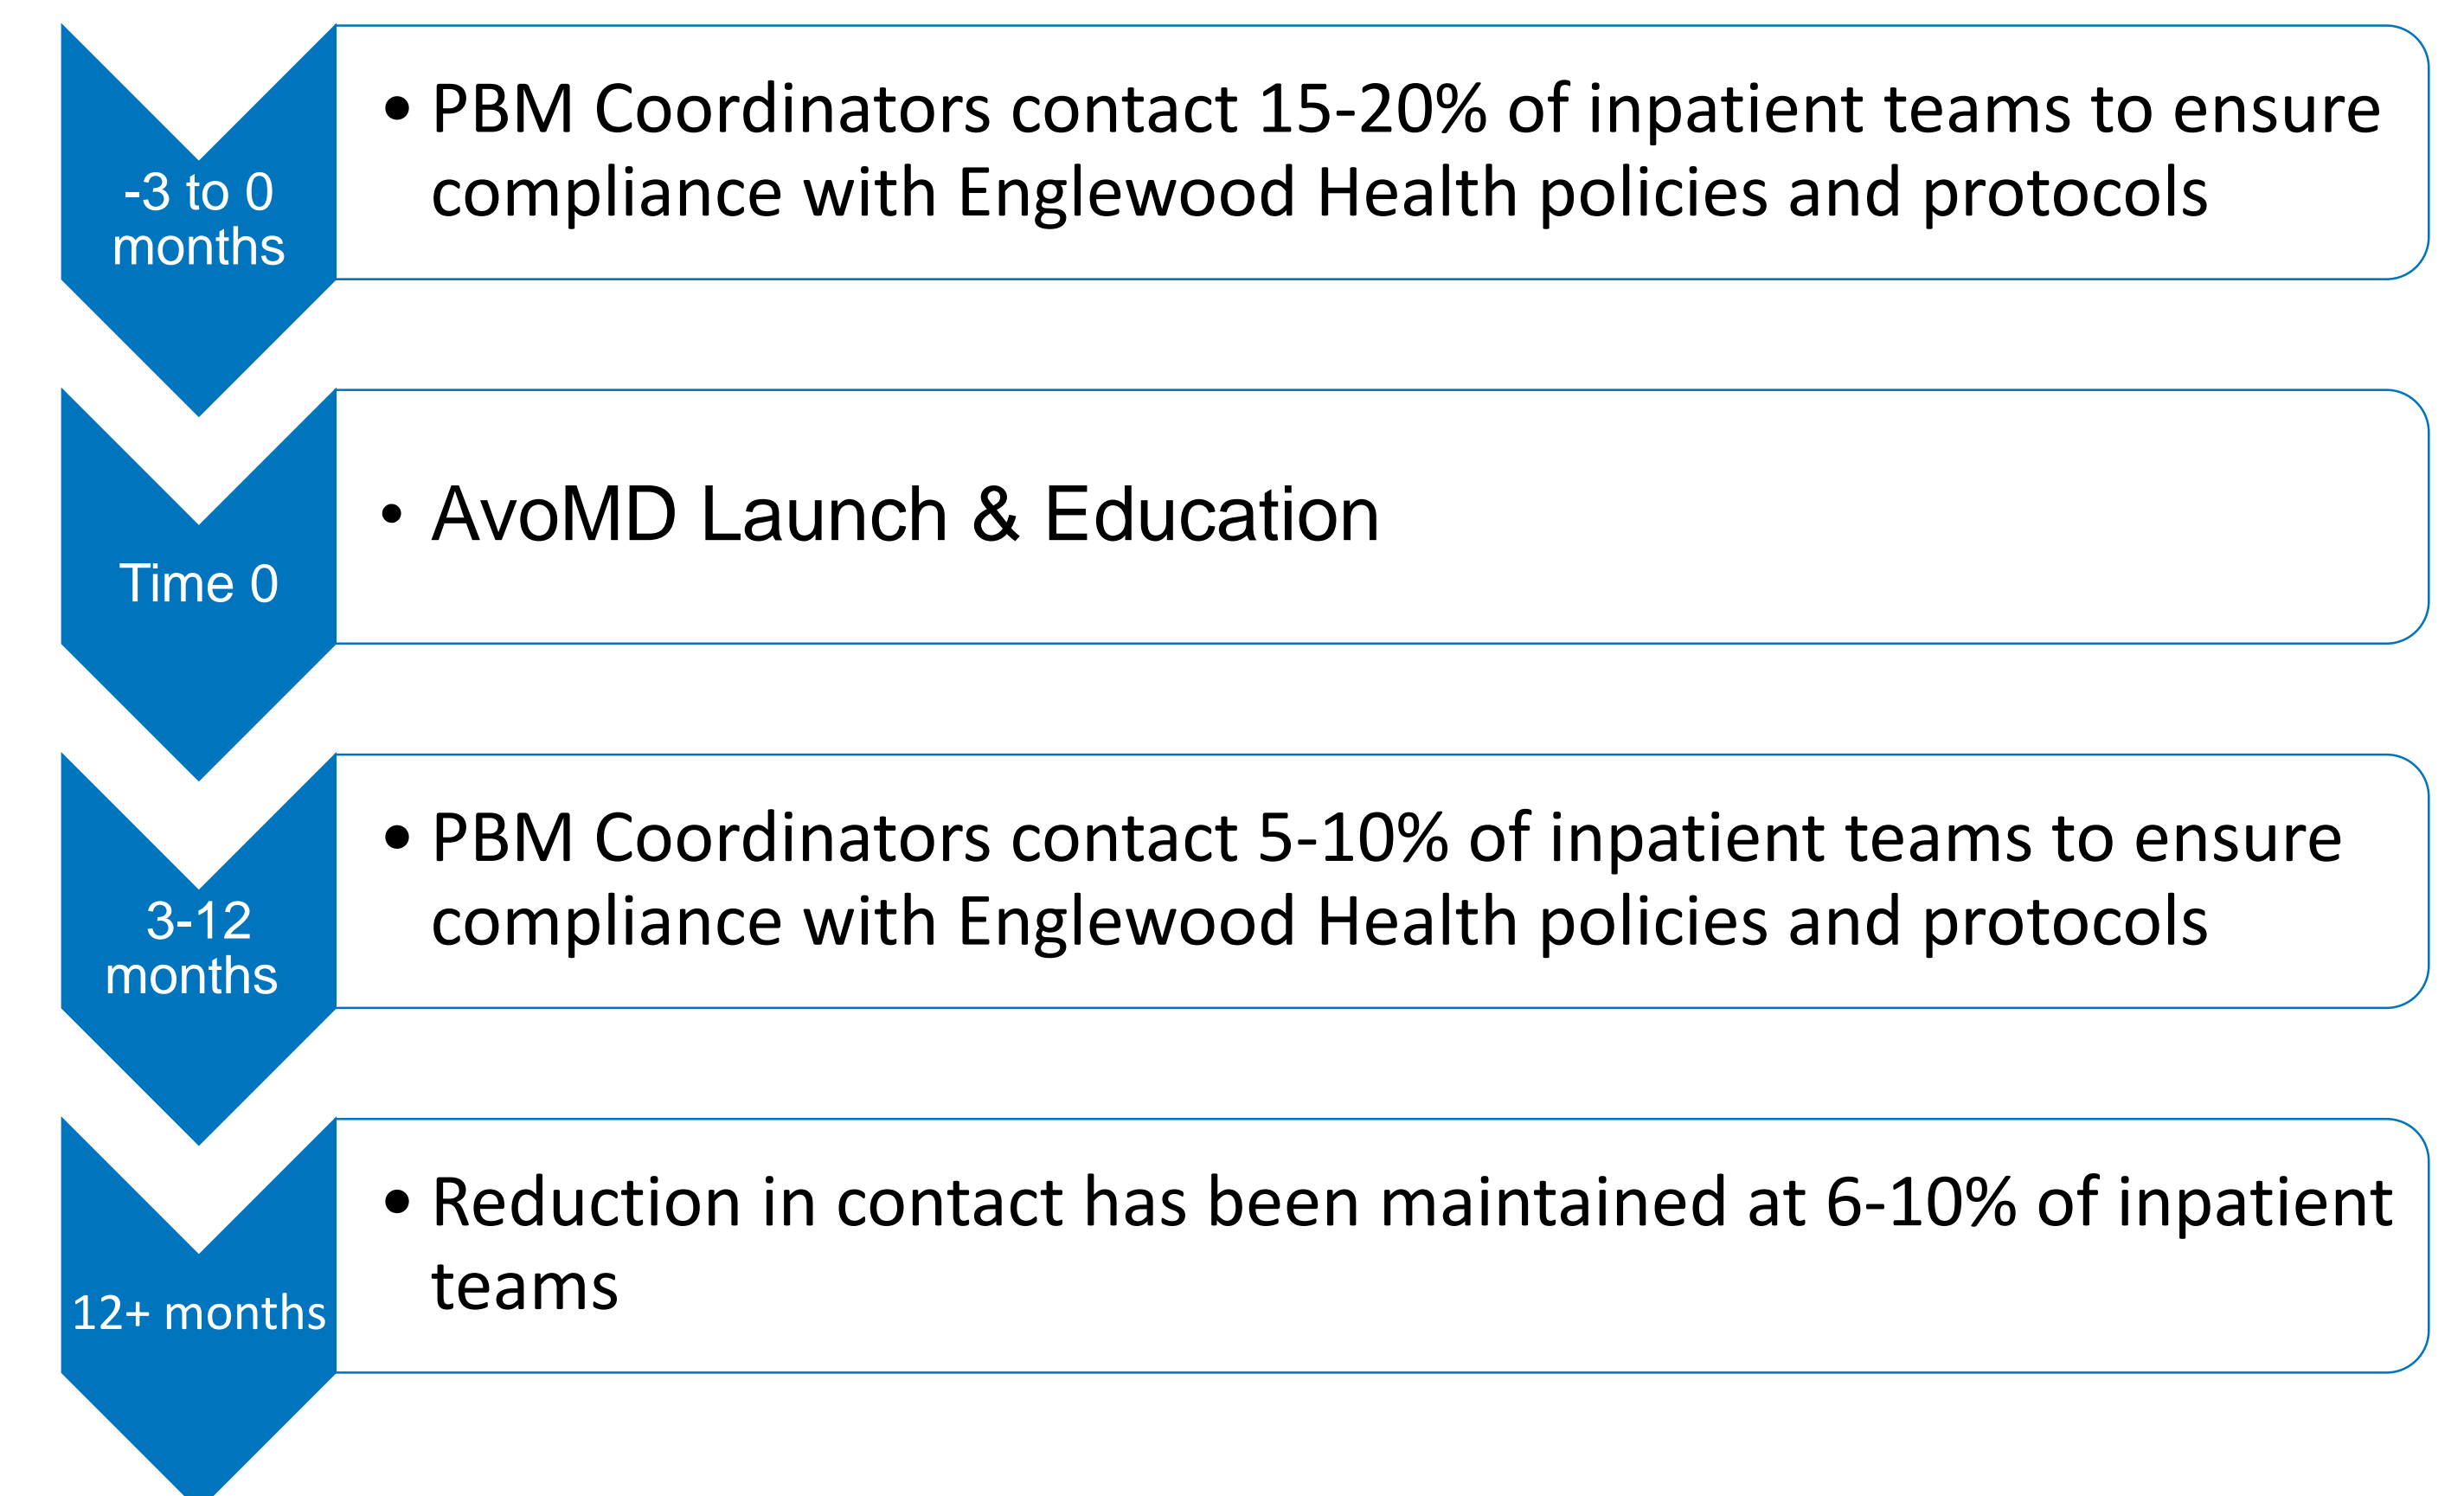 -3 to 0
months
• PBM Coordinators contact 15-20% of inpatient teams to ensure
compliance with Englewood Health policies and protocols
Time 0
• AvoMD Launch & Education
3-12
months
• PBM Coordinators contact 5-10% of inpatient teams to ensure
compliance with Englewood Health policies and protocols
12+ months
• Reduction in contact has been maintained at 6-10% of inpatient
teams